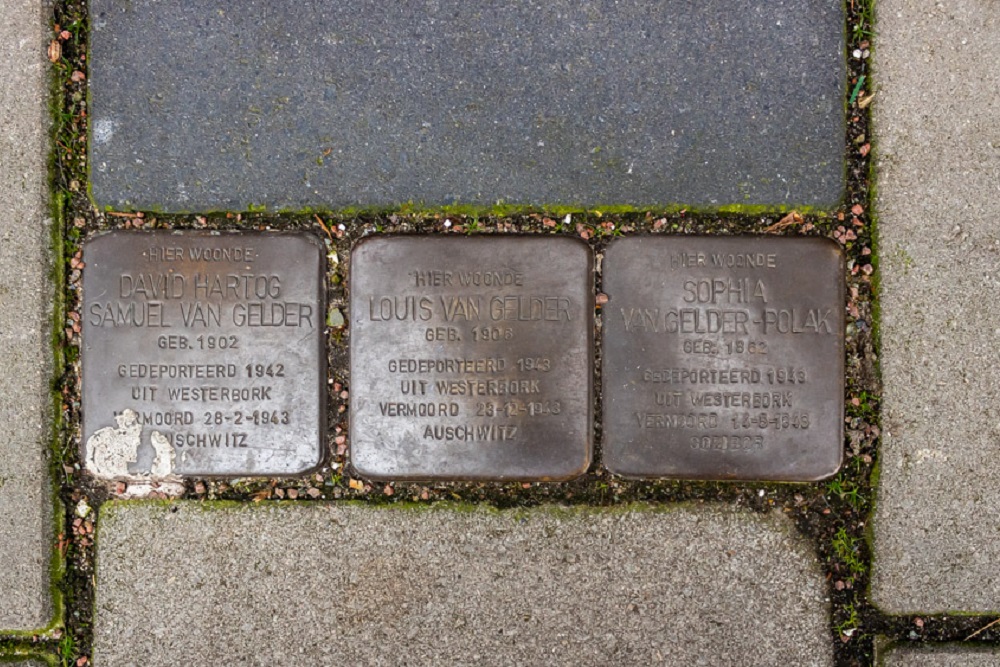 HIER WOONDE
DAVID HARTOG
SAMUEL VAN GELDER
GEB. 1902
GEDEPORTEERD 1942
UIT WESTERBORK
VERMOORD 28-2-1943
AUSCHWITZ
HIER WOONDE
LOUIS VAN GELDER
GEB. 1906
GEDEPORTEERD 1943
UIT WESTERBORK
VERMOORD
AUSCHWITZ
HIER WOONDE
SOPHIA
VAN GELDER-POLAK
GEB.
GEDEPORTEERD 1943
UIT WESTERBORK
VERMOORD
SOBIBOR